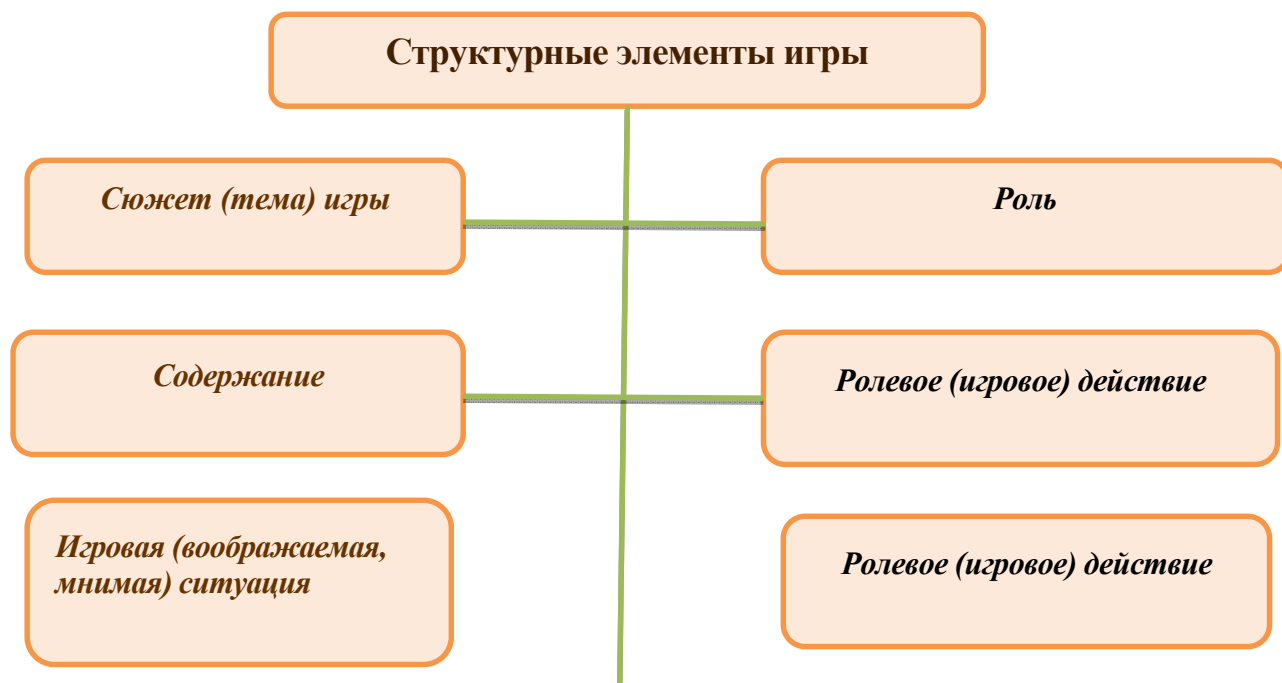 Структурные элементы игры
Сюжет (тема) игры
Роль
Содержание
Ролевое (игровое) действие
Игровая (воображаемая,
мнимая) ситуация
Ролевое (игровое) действие